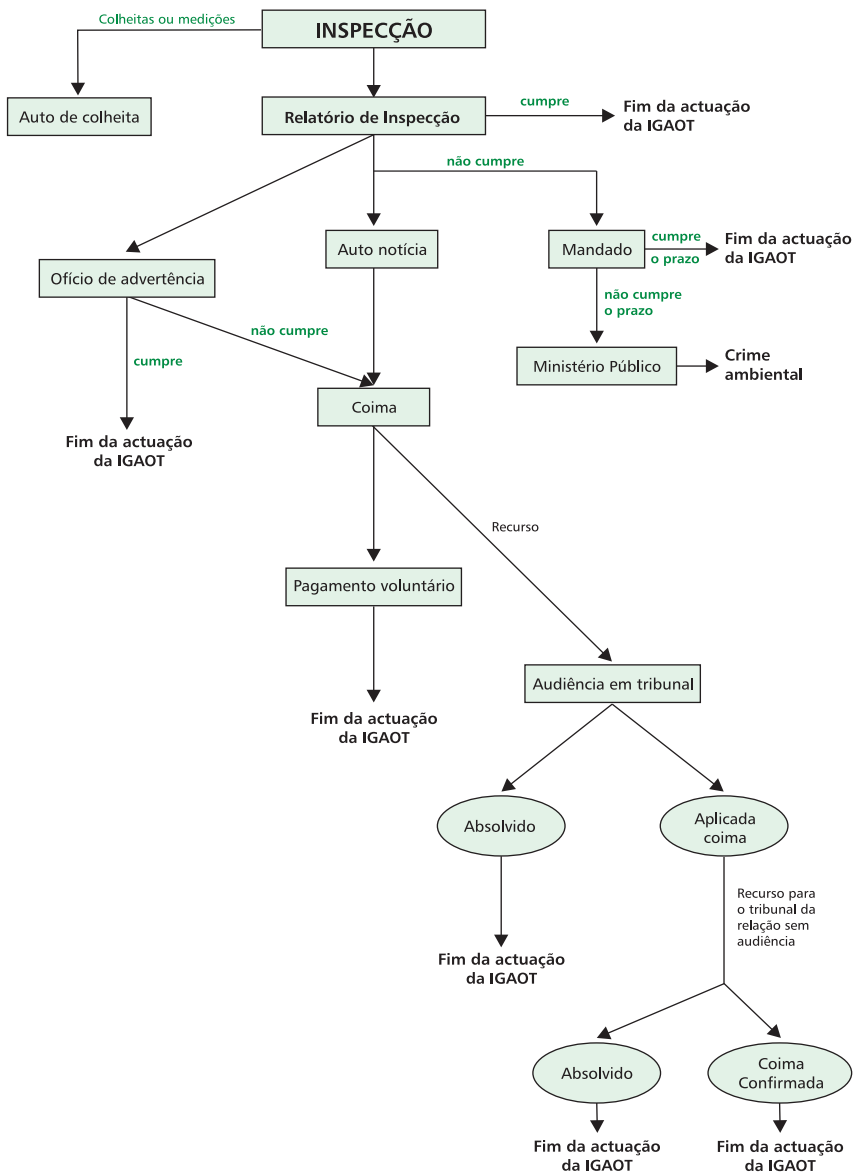 Colheitas ou medições
INSPECÇÃO
Auto de colheita
Relatório de Inspecção
cumpre
Fim da actuação
da IGAOT
não cumpre
Ofício de advertência
Auto notícia
Mandado
cumpre
o prazo
Fim da actuação
da IGAOT
não cumpre
o prazo
não cumpre
cumpre
Ministério Público
Crime
ambiental
Coima
Fim da actuação
da IGAOT
Recurso
Pagamento voluntário
Audiência em tribunal
Fim da actuação
da IGAOT
Absolvido
Aplicada
coima
Recurso para
o tribunal da
relação sem
audiência
Fim da actuação
da IGAOT
Absolvido
Coima
Confirmada
Fim da actuação
da IGAOT
Fim da actuação
da IGAOT